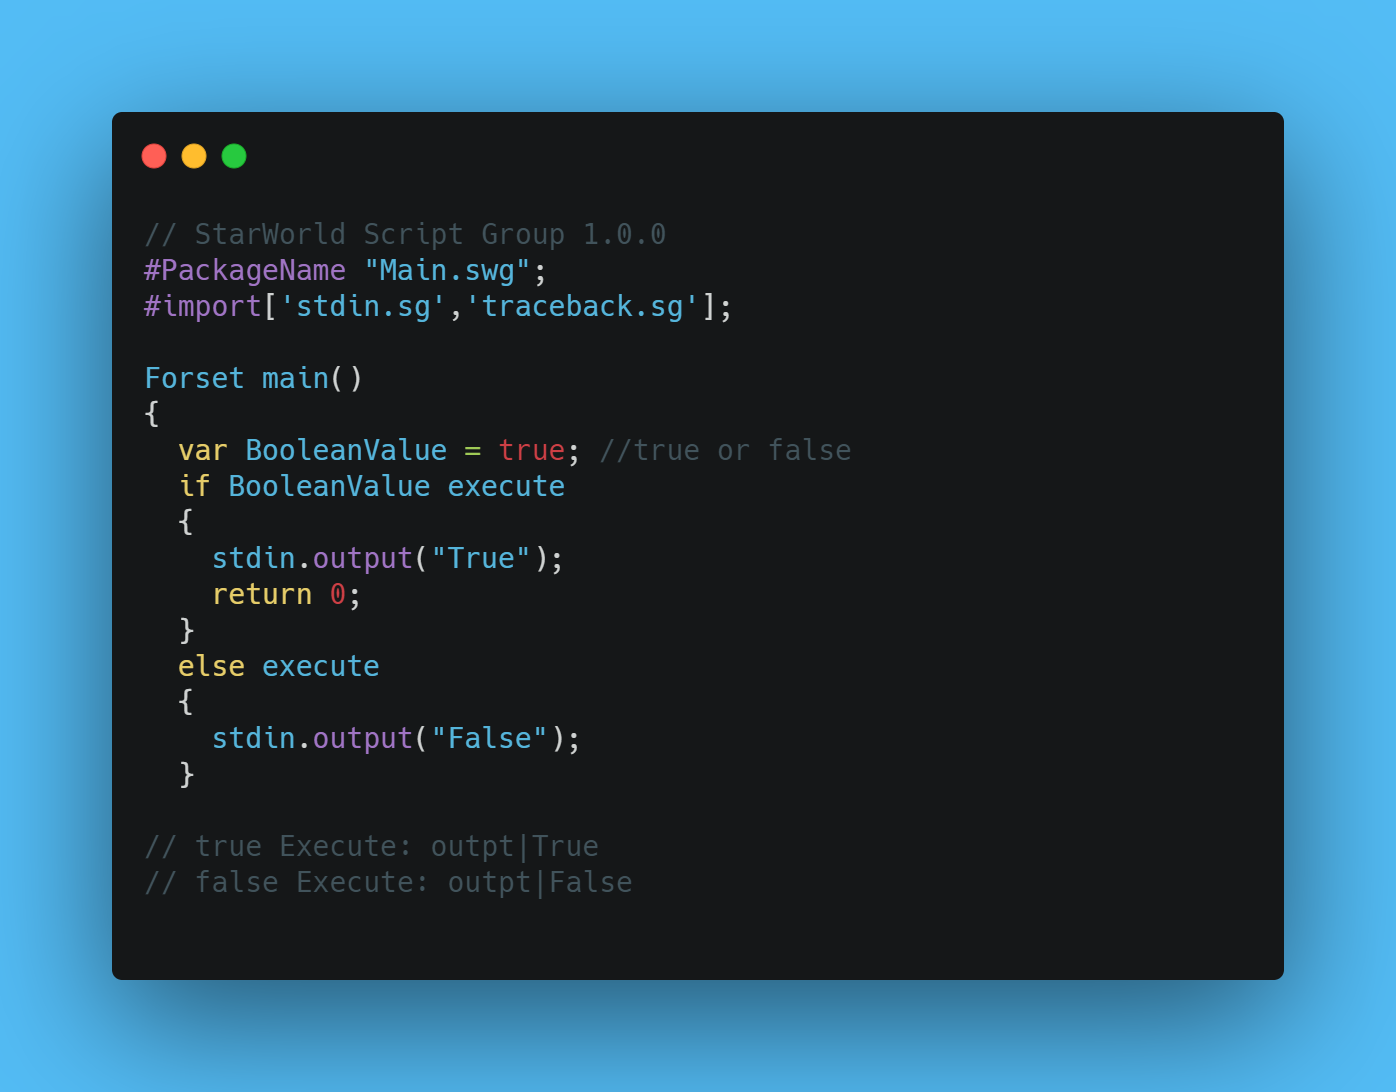 // StarWorld Script Group 1.0.0
#PackageName "Main.swg";
#import['stdin.sg','traceback.sg'];

Forset main()
{
  var BooleanValue = true; //true or false
  if BooleanValue execute
  {
    stdin.output("True");
    return 0;
  }
  else execute
  {
    stdin.output("False");
  }

// true Execute: outpt|True
// false Execute: outpt|False